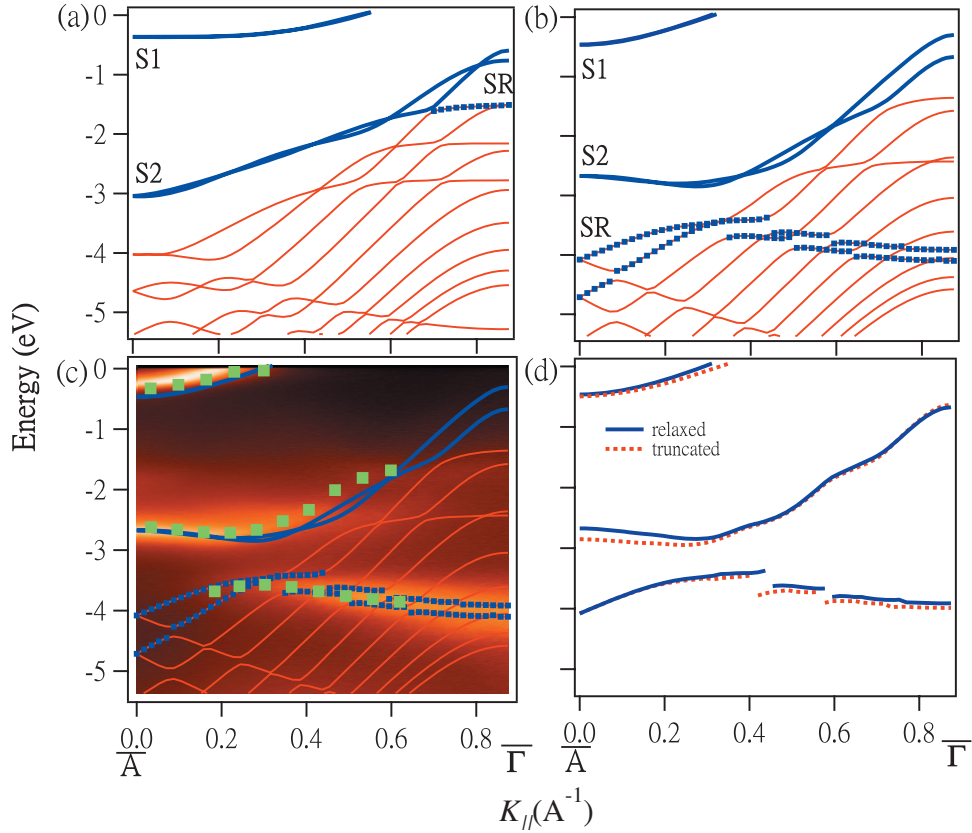 (a)
0
-1
-2
-3
-4
-5
S1
S2
SR
(b)
S1
S2
SR
Energy (eV)
(c)
0
-1
-2
-3
-4
-5
(d)
relaxed
truncated
0.0 0.2 0.4 0.6 0.8
A̅ Γ̅
0.0 0.2 0.4 0.6 0.8
A̅ Γ̅
K//(A⁻¹)